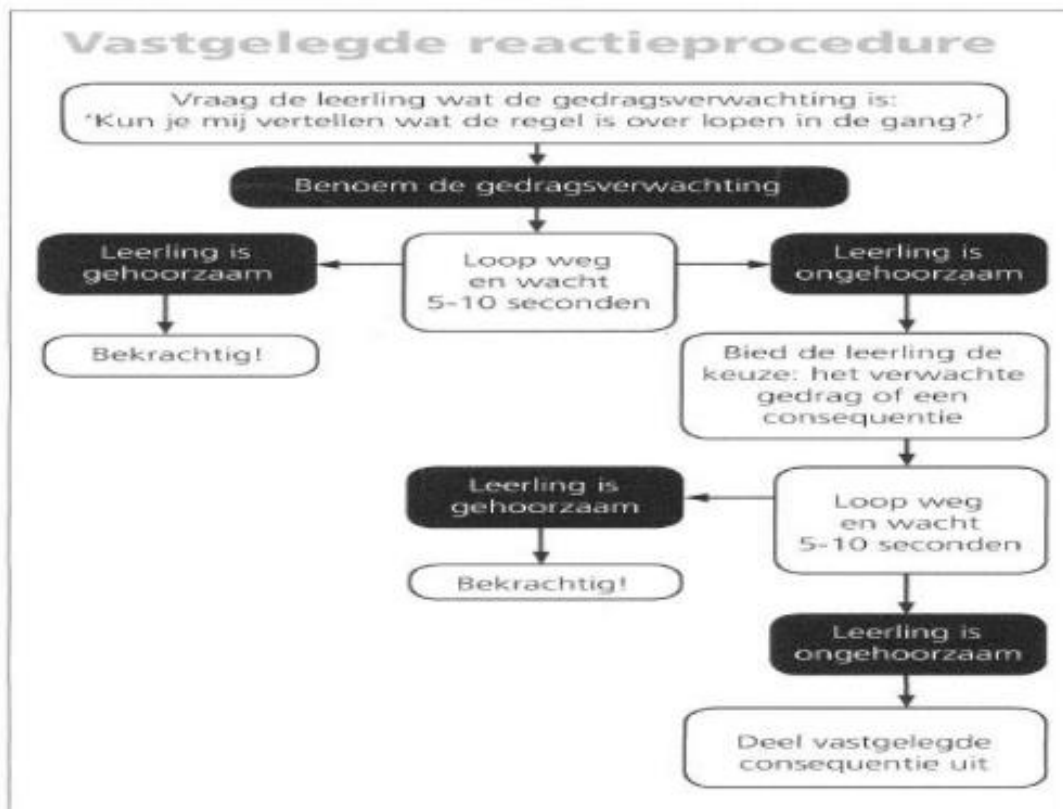 Vastgelegde reactieprocedure
Vraag de leerling wat de gedragsverwachting is:
‘Kun je mij vertellen wat de regel is over lopen in de gang?’
Benoem de gedragsverwachting
Leerling is
gehoorzaam
Loop weg
en wacht
5-10 seconden
Leerling is
ongehoorzaam
Bekrachtig!
Bied de leerling de
keuze: het verwachte
gedrag of een
consequentie
Leerling is
gehoorzaam
Loop weg
en wacht
5-10 seconden
Bekrachtig!
Leerling is
ongehoorzaam
Deel vastgelegde
consequentie uit